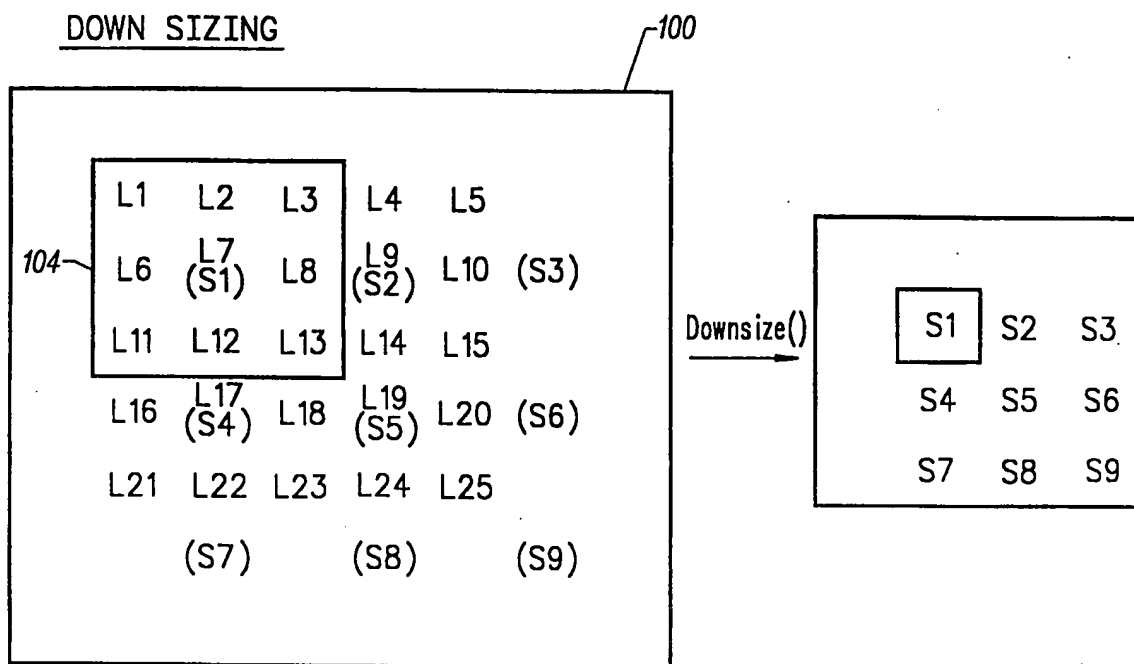 DOWN SIZING
100
L1 L2 L3 L4 L5
104 L6 L7 (S1) L8 L9 (S2) L10 (S3)
L11 L12 L13 L14 L15
L16 L17 (S4) L18 L19 (S5) L20 (S6)
L21 L22 L23 L24 L25
(S7) (S8) (S9)
Downsize()
S1 S2 S3
S4 S5 S6
S7 S8 S9